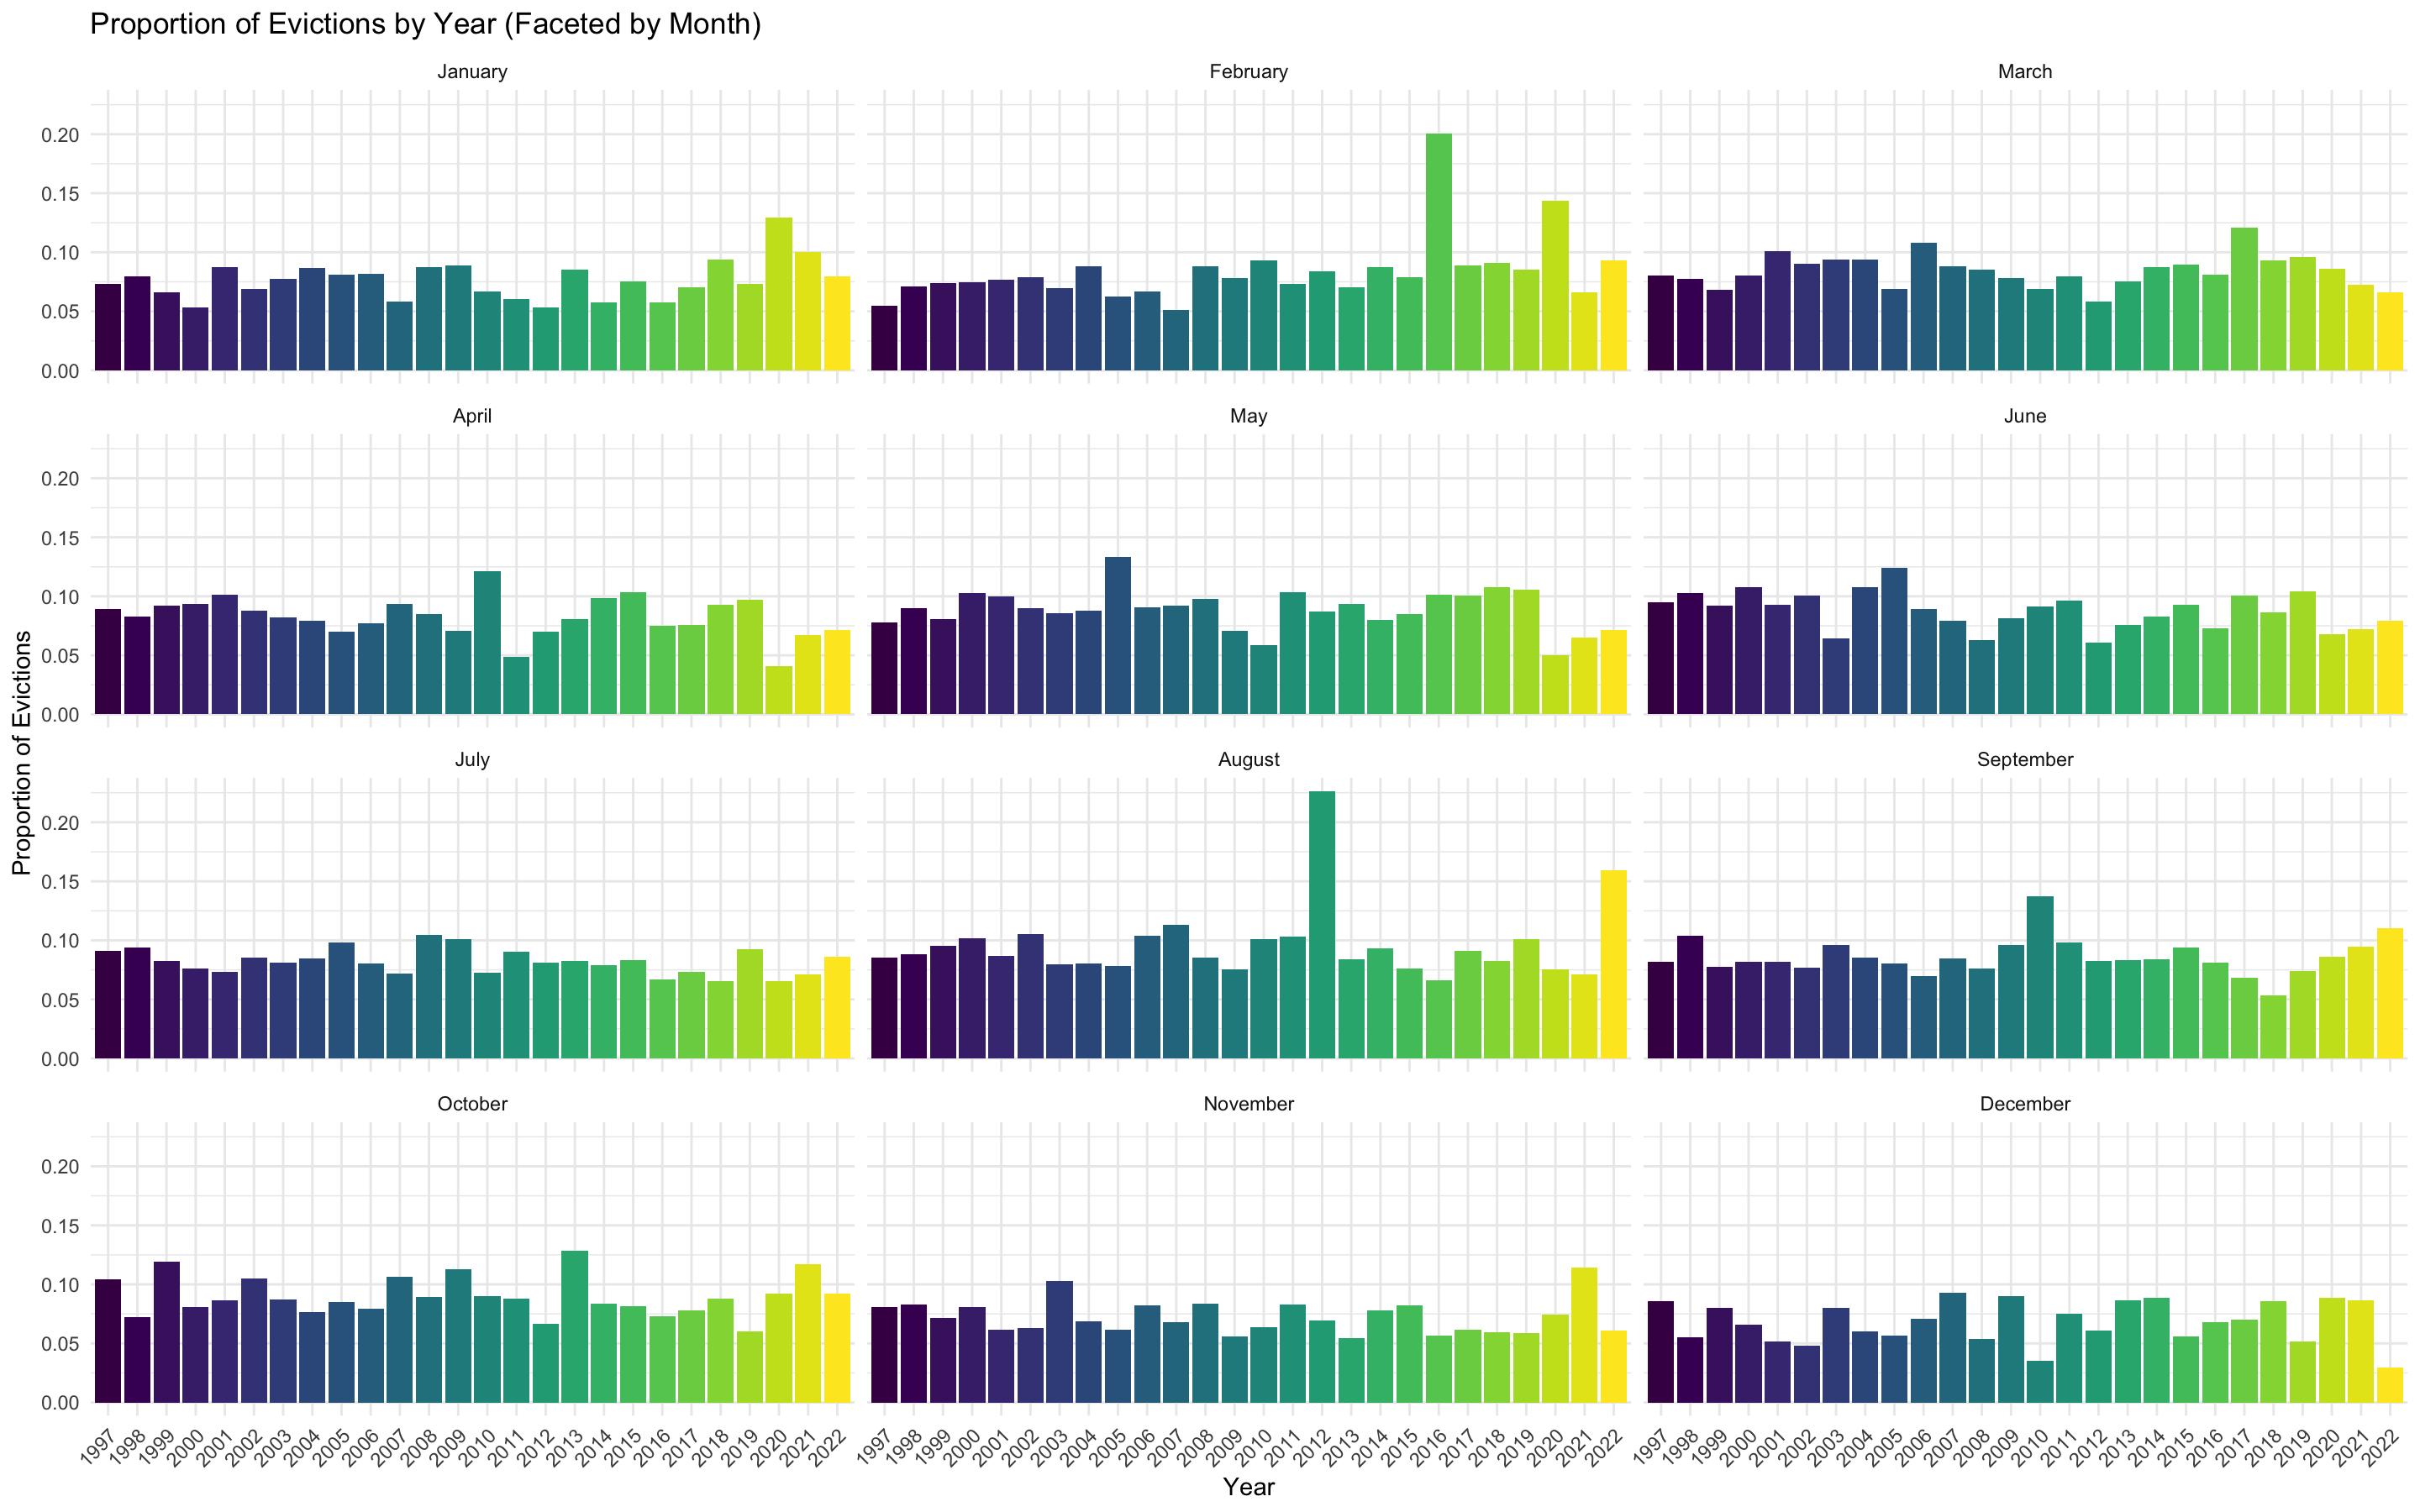 Proportion of Evictions by Year (Faceted by Month)
January February March
0.20
0.15
0.10
0.05
0.00
April May June
0.20
0.15
0.10
0.05
0.00
Proportion of Evictions
July August September
0.20
0.15
0.10
0.05
0.00
October November December
0.20
0.15
0.10
0.05
0.00
1997 1998 1999 2000 2001 2002 2003 2004 2005 2006 2007 2008 2009 2010 2011 2012 2013 2014 2015 2016 2017 2018 2019 2020 2021 2022
1997 1998 1999 2000 2001 2002 2003 2004 2005 2006 2007 2008 2009 2010 2011 2012 2013 2014 2015 2016 2017 2018 2019 2020 2021 2022
1997 1998 1999 2000 2001 2002 2003 2004 2005 2006 2007 2008 2009 2010 2011 2012 2013 2014 2015 2016 2017 2018 2019 2020 2021 2022
Year